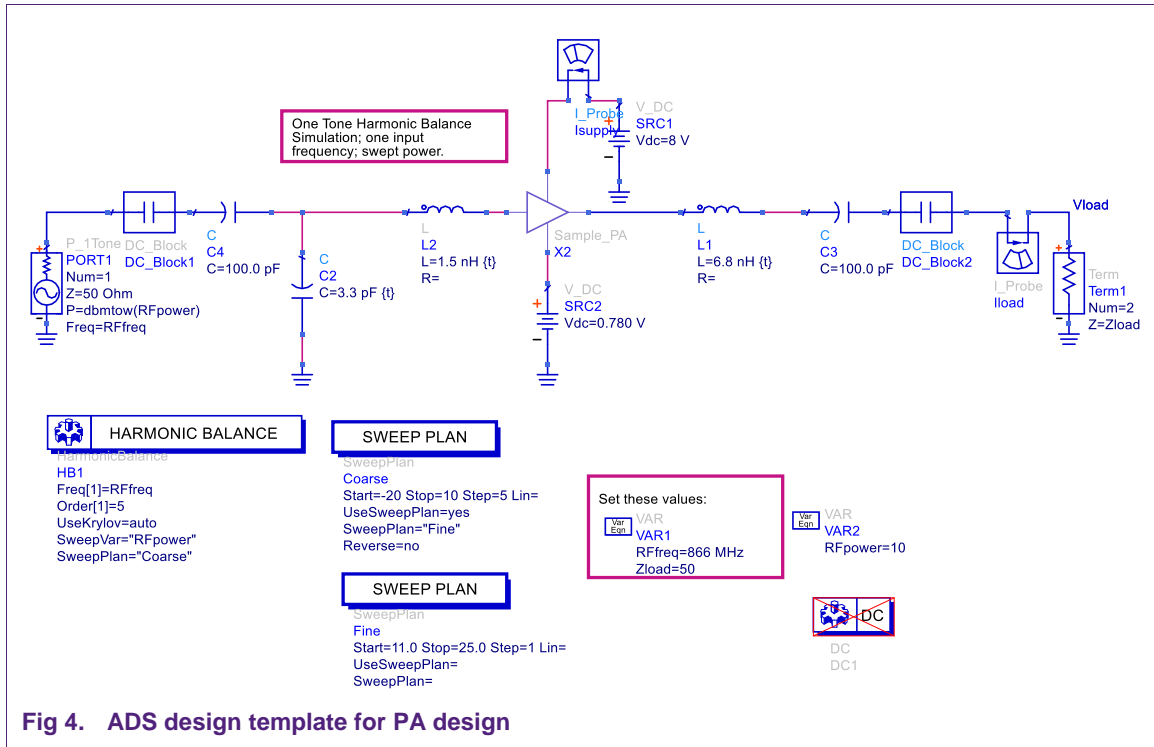 I_Probe
Isupply
V_DC
SRC1
Vdc=8 V
One Tone Harmonic Balance
Simulation; one input
frequency; swept power.
P_1Tone
PORT1
Num=1
Z=50 Ohm
P=dbmtow(RFpower)
Freq=RFfreq
DC_Block
DC_Block1
C
C4
C=100.0 pF
C
C2
C=3.3 pF {t}
L
L2
L=1.5 nH {t}
R=
Sample_PA
X2
V_DC
SRC2
Vdc=0.780 V
L
L1
L=6.8 nH {t}
R=
C
C3
C=100.0 pF
DC_Block
DC_Block2
I_Probe
Iload
Vload
Term
Term1
Num=2
Z=Zload
HARMONIC BALANCE
HarmonicBalance
HB1
Freq[1]=RFfreq
Order[1]=5
UseKrylov=auto
SweepVar="RFpower"
SweepPlan="Coarse"
SWEEP PLAN
SweepPlan
Coarse
Start=-20 Stop=10 Step=5 Lin=
UseSweepPlan=yes
SweepPlan="Fine"
Reverse=no
SWEEP PLAN
SweepPlan
Fine
Start=11.0 Stop=25.0 Step=1 Lin=
UseSweepPlan=
SweepPlan=
Set these values:
Var
Eqn
VAR
VAR1
RFfreq=866 MHz
Zload=50
Var
Eqn
VAR
VAR2
RFpower=10
DC
DC
DC1
Fig 4. ADS design template for PA design